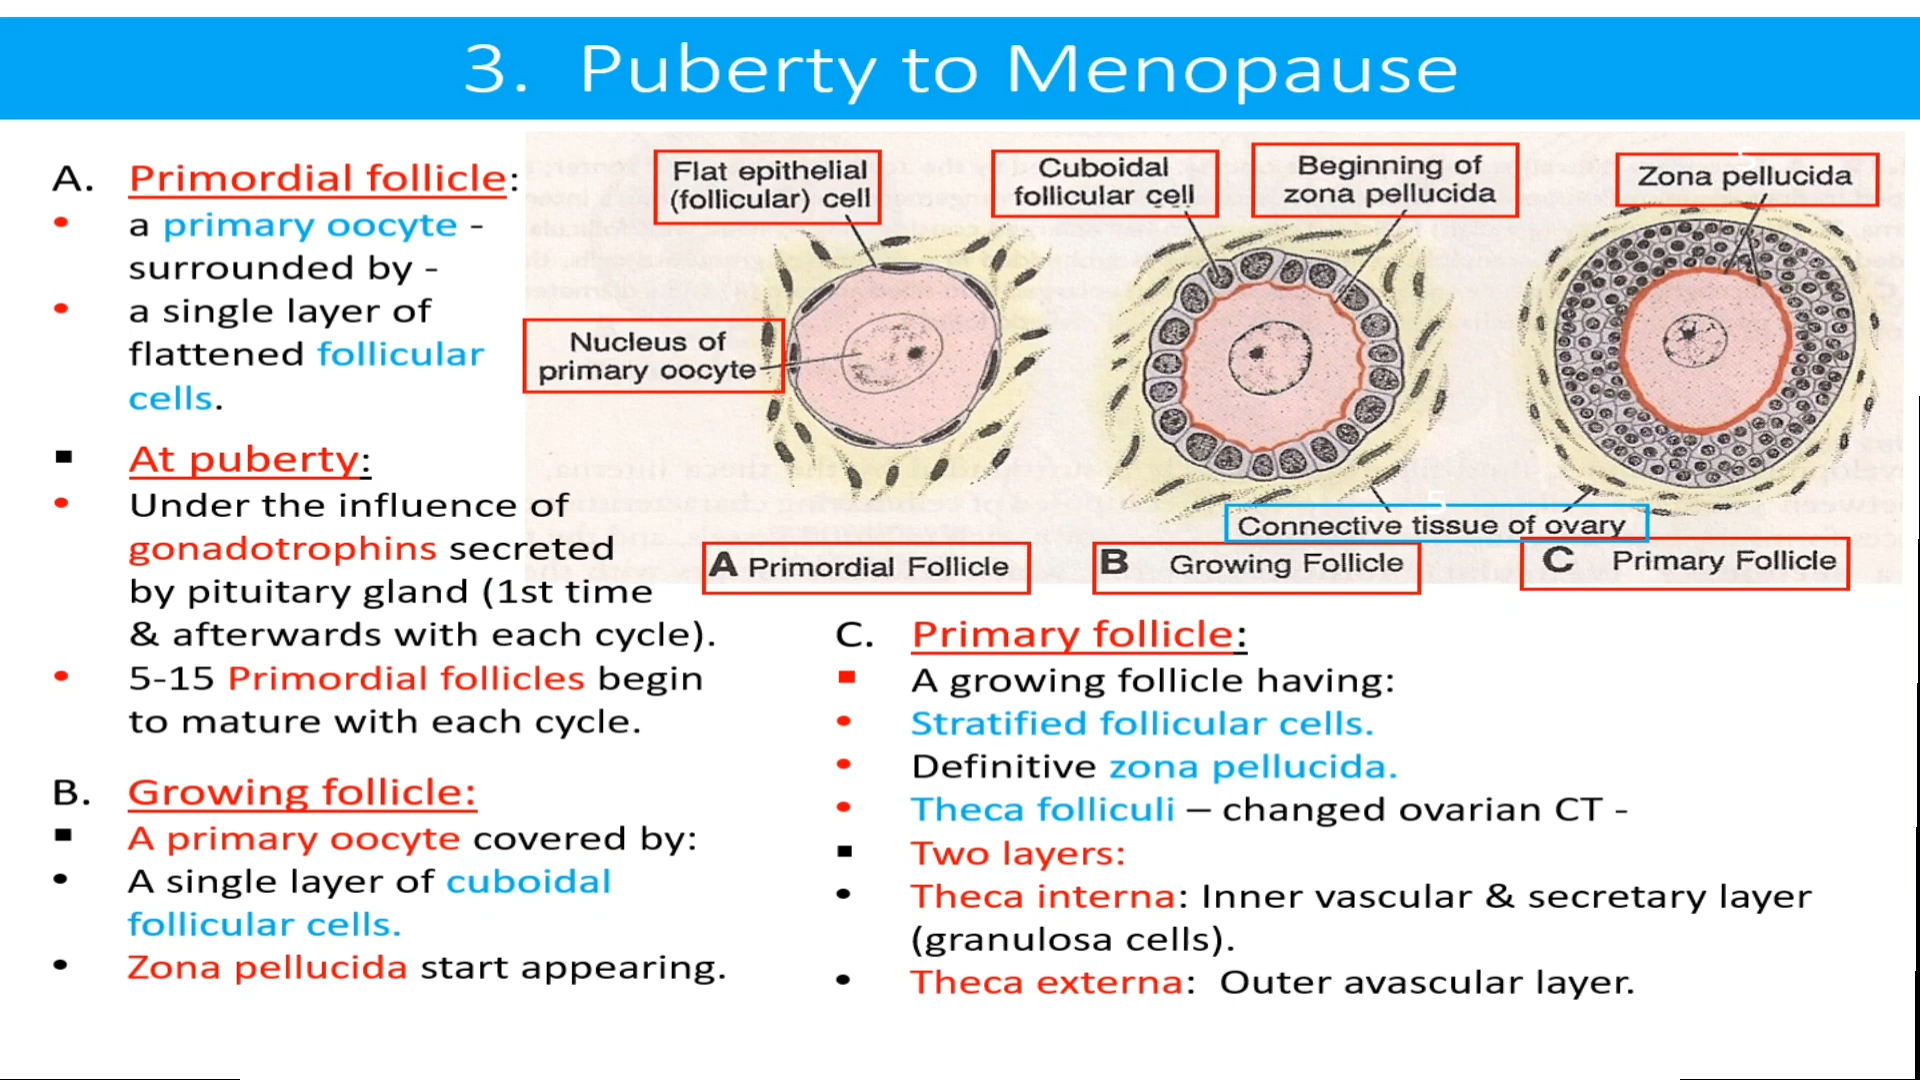 3. Puberty to Menopause
A. Primordial follicle:
• a primary oocyte -
surrounded by -
• a single layer of
flattened follicular
cells.
▪ At puberty:
• Under the influence of
gonadotrophins secreted
by pituitary gland (1st time
& afterwards with each cycle).
• 5-15 Primordial follicles begin
to mature with each cycle.
B. Growing follicle:
▪ A primary oocyte covered by:
• A single layer of cuboidal
follicular cells.
• Zona pellucida start appearing.
Flat epithelial
(follicular) cell
Cuboidal
follicular cell
Beginning of
zona pellucida
Zona pellucida
Nucleus of
primary oocyte
5
Connective tissue of ovary
A Primordial Follicle
B Growing Follicle
C Primary Follicle
C. Primary follicle:
▪ A growing follicle having:
• Stratified follicular cells.
• Definitive zona pellucida.
• Theca folliculi – changed ovarian CT -
▪ Two layers:
• Theca interna: Inner vascular & secretary layer
(granulosa cells).
• Theca externa: Outer avascular layer.